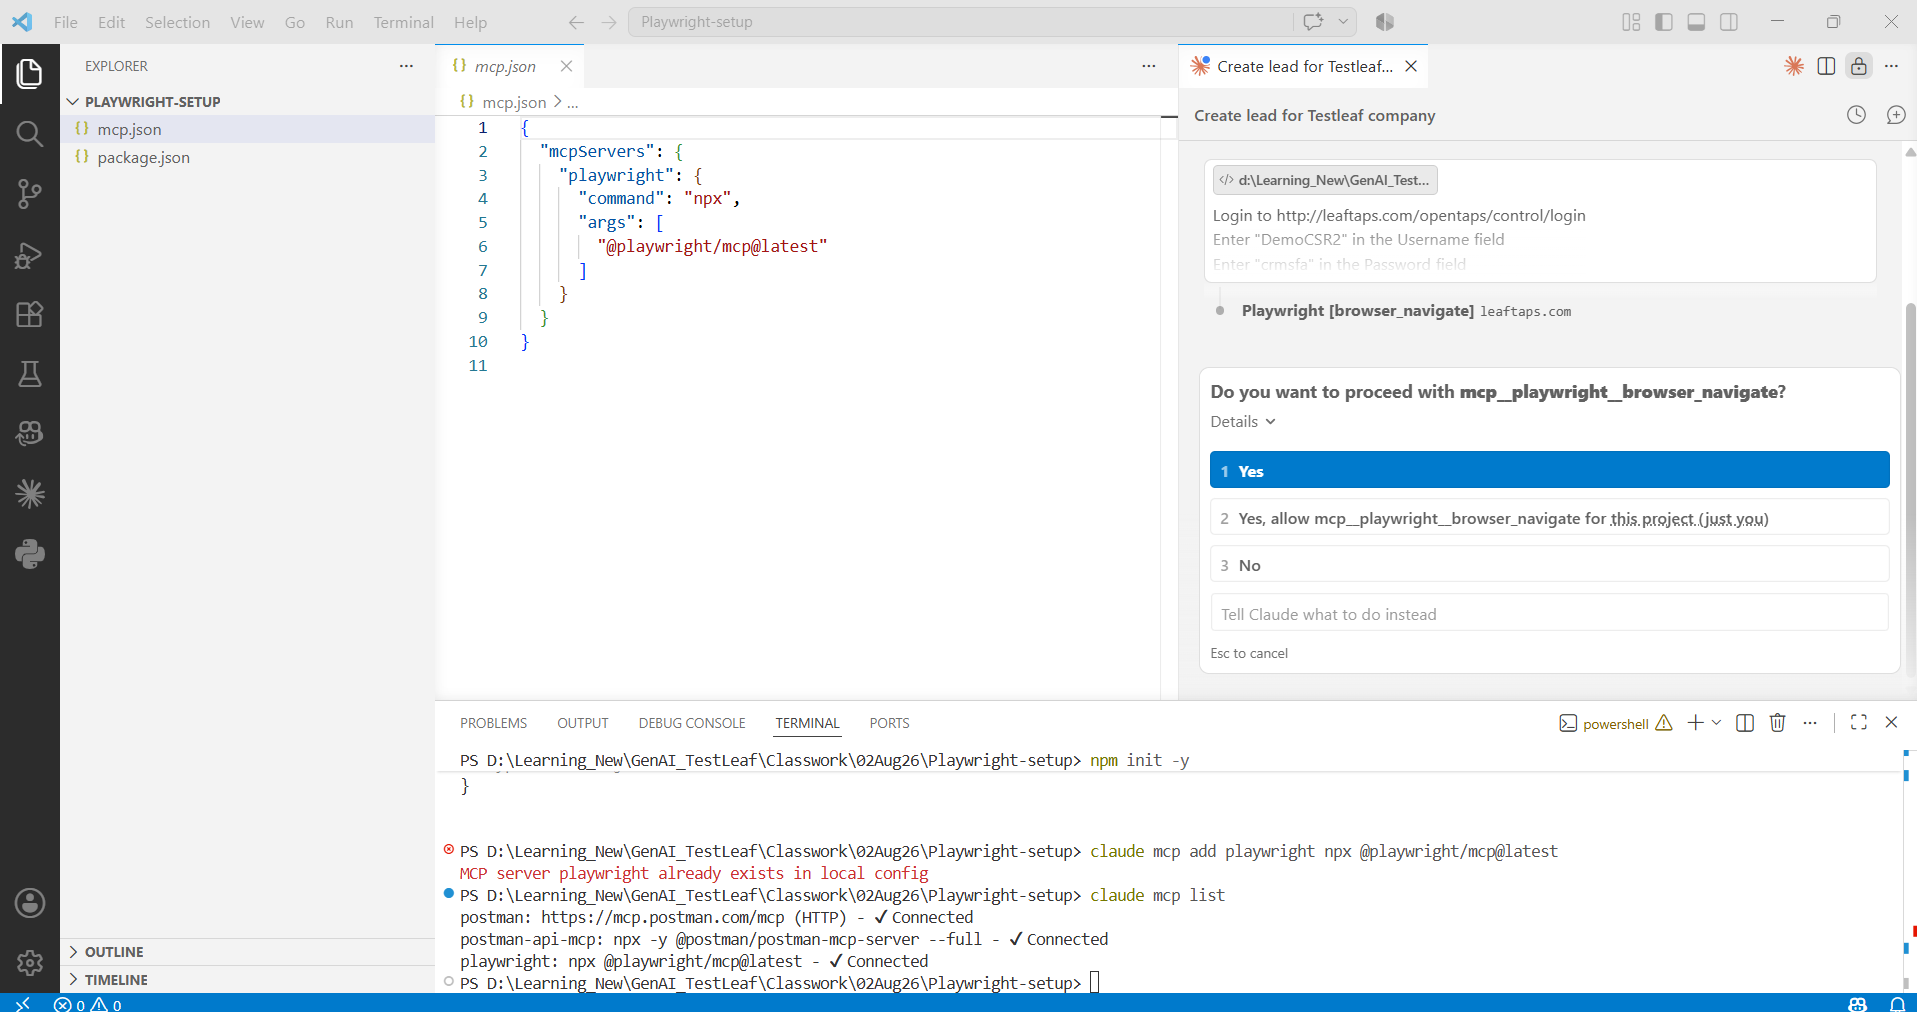 File Edit Selection View Go Run Terminal Help
Playwright-setup
EXPLORER
PLAYWRIGHT-SETUP
mcp.json
package.json
OUTLINE
TIMELINE
mcp.json
mcp.json > ...
1 {
2 "mcpServers": {
3 "playwright": {
4 "command": "npx",
5 "args": [
6 "@playwright/mcp@latest"
7 ]
8 }
9 }
10 }
11
Create lead for Testleaf...
Create lead for Testleaf company
d:\Learning_New\GenAI_Test...
Login to http://leaftaps.com/opentaps/control/login
Enter "DemoCSR2" in the Username field
Enter "crmsfa" in the Password field
Playwright [browser_navigate] leaftaps.com
Do you want to proceed with mcp__playwright__browser_navigate?
Details
1 Yes
2 Yes, allow mcp__playwright__browser_navigate for this project (just you)
3 No
Tell Claude what to do instead
Esc to cancel
PROBLEMS OUTPUT DEBUG CONSOLE TERMINAL PORTS
powershell
PS D:\Learning_New\GenAI_TestLeaf\Classwork\02Aug26\Playwright-setup> npm init -y
}
PS D:\Learning_New\GenAI_TestLeaf\Classwork\02Aug26\Playwright-setup> claude mcp add playwright npx @playwright/mcp@latest
MCP server playwright already exists in local config
PS D:\Learning_New\GenAI_TestLeaf\Classwork\02Aug26\Playwright-setup> claude mcp list
postman: https://mcp.postman.com/mcp (HTTP) - ✓ Connected
postman-api-mcp: npx -y @postman/postman-mcp-server --full - ✓ Connected
playwright: npx @playwright/mcp@latest - ✓ Connected
PS D:\Learning_New\GenAI_TestLeaf\Classwork\02Aug26\Playwright-setup>
0 0